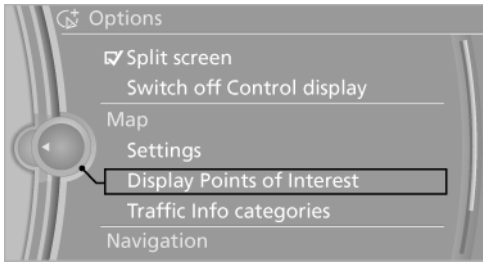 Options
Split screen
Switch off Control display
Map
Settings
Display Points of Interest
Traffic Info categories
Navigation